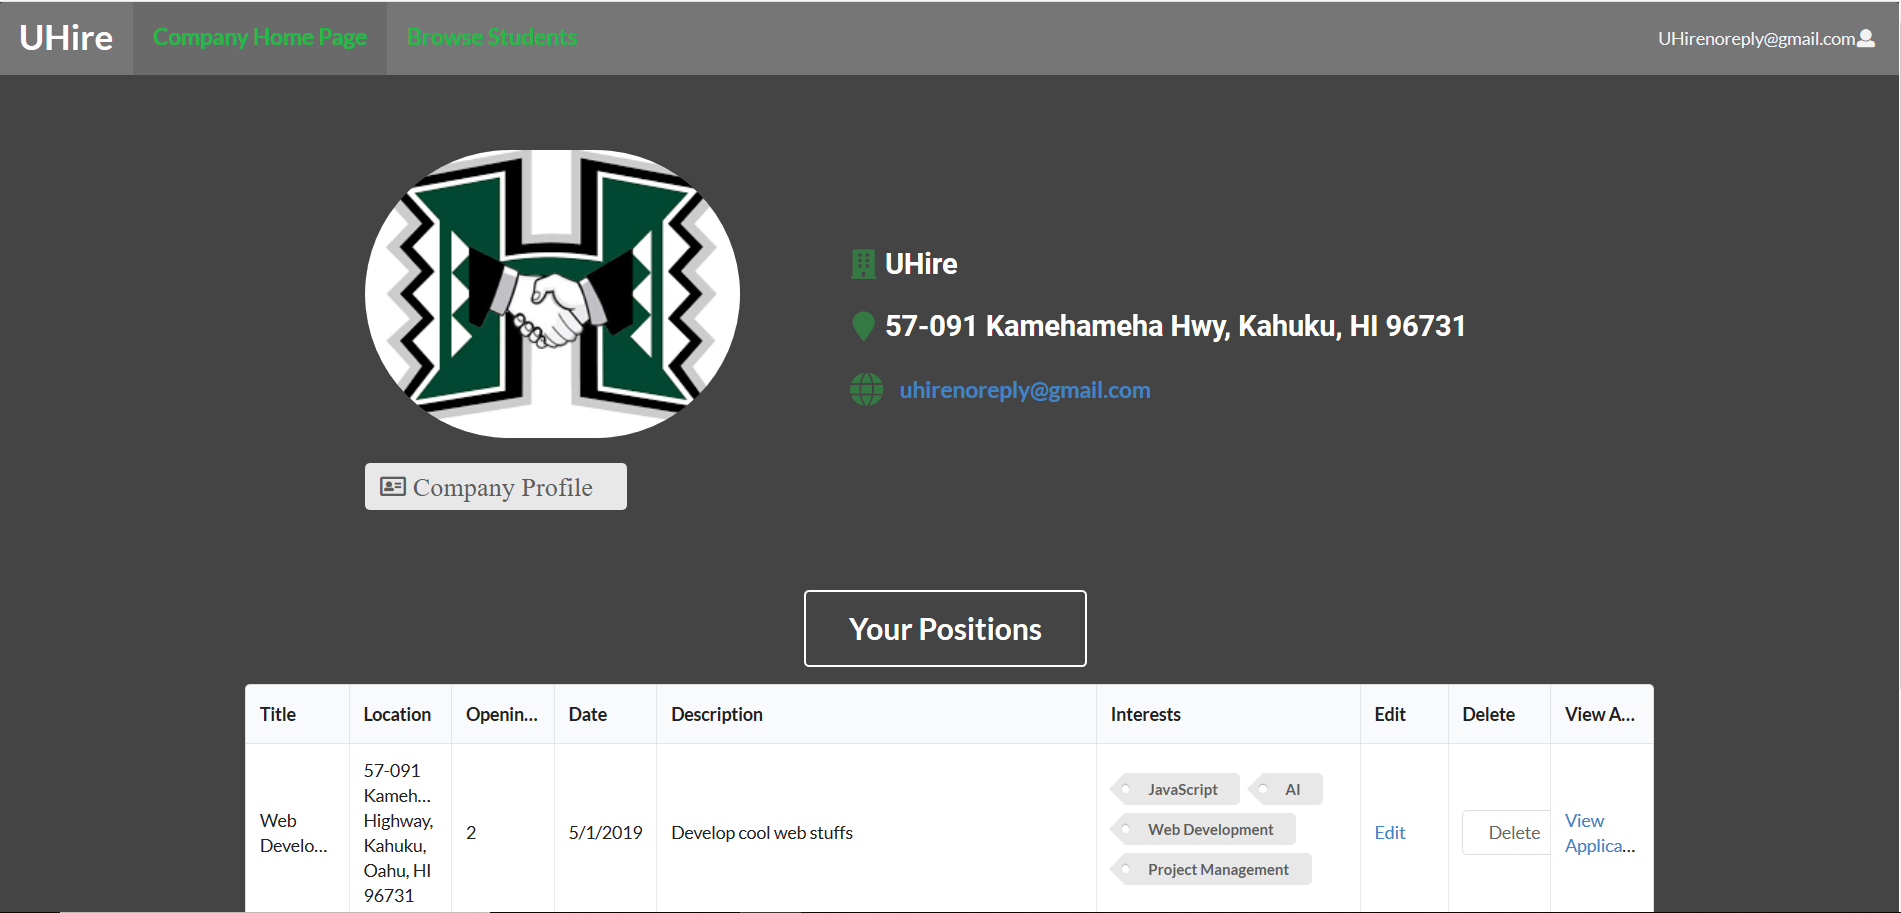 UHire
Company Home Page
Browse Students
UHirenoreply@gmail.com
UHire
57-091 Kamehameha Hwy, Kahuku, HI 96731
uhirenoreply@gmail.com
Company Profile
Your Positions
Title
Location
Openin...
Date
Description
Interests
Edit
Delete
View A...
Web
Develo...
57-091
Kameh...
Highway,
Kahuku,
Oahu, HI
96731
2
5/1/2019
Develop cool web stuffs
JavaScript
AI
Web Development
Project Management
Edit
Delete
View
Applica...